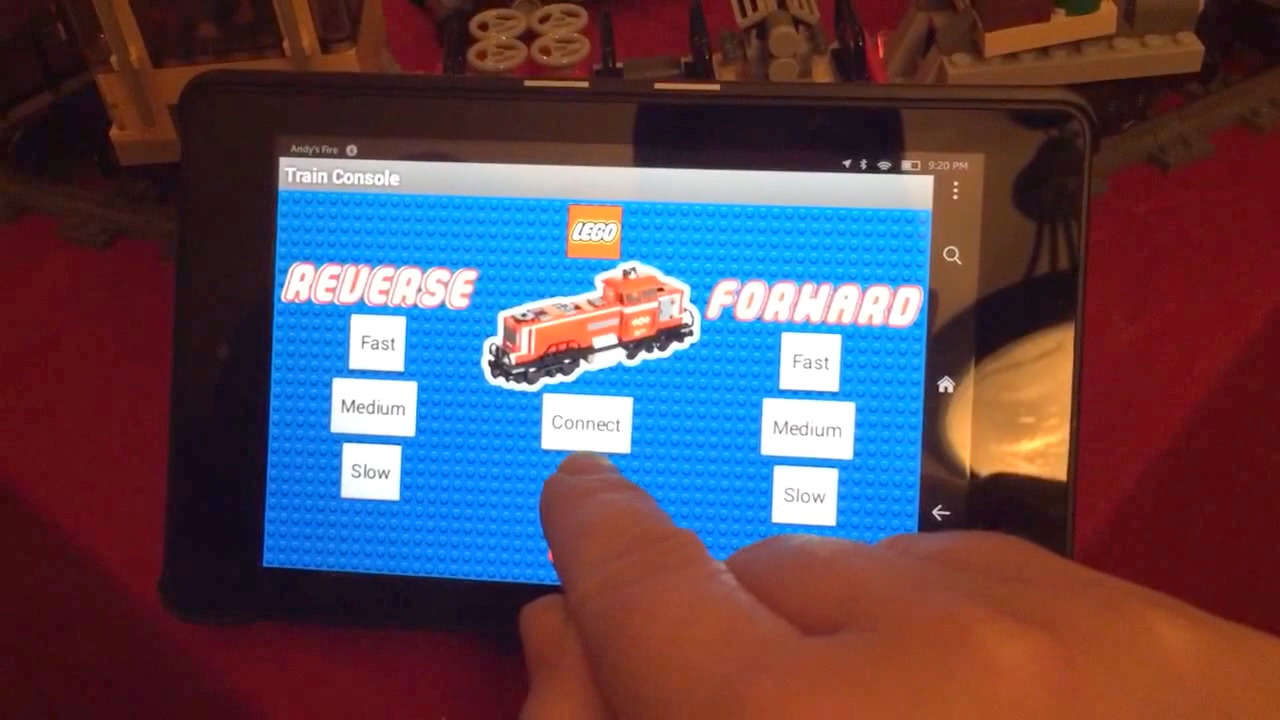 Andy's Fire
9:20 PM
Train Console
LEGO
REVERSE
FORWARD
Fast
Fast
Medium
Connect
Medium
Slow
Slow